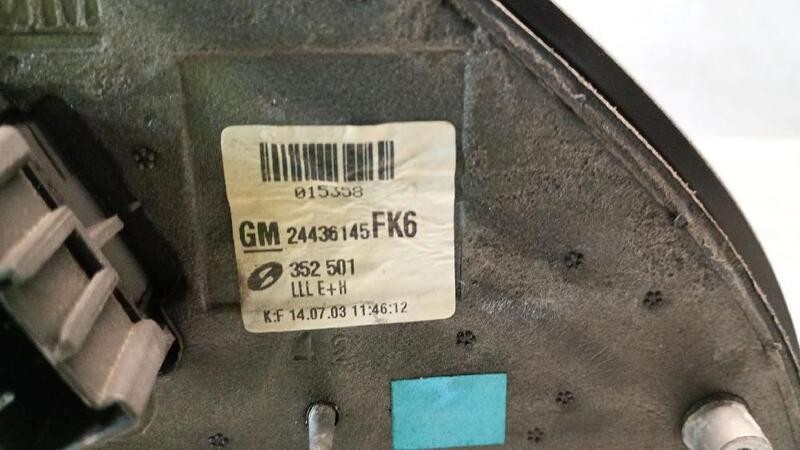 015358
GM 24436145 FK6
352 501
LLL E+H
K:F 14.07.03 11:46:12